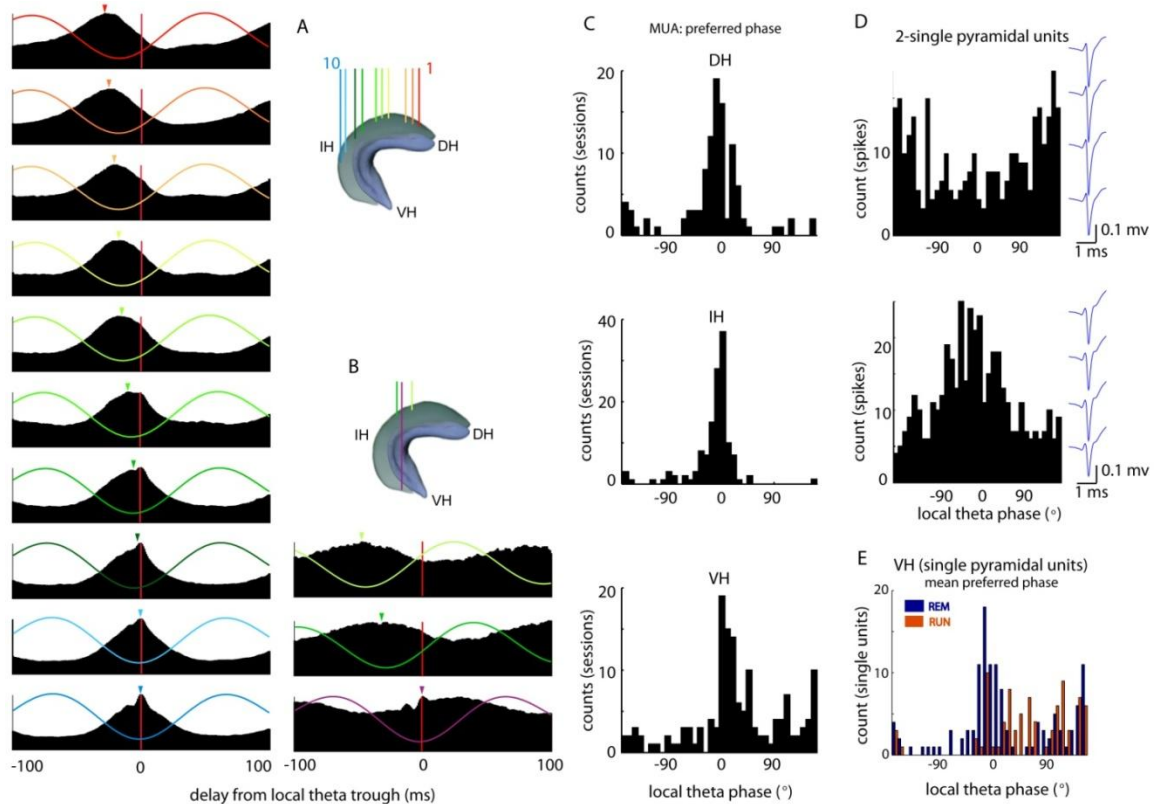 A
10
1
IH
DH
VH
B
IH
DH
VH
-100
0
100
-100
0
100
delay from local theta trough (ms)
C
MUA: preferred phase
DH
20
10
0
counts (sessions)
-90
0
90
IH
40
20
0
counts (sessions)
-90
0
90
VH
20
10
0
counts (sessions)
-90
0
90
local theta phase (°)
D
2-single pyramidal units
20
10
0
count (spikes)
-90
0
90
0.1 mv
1 ms
20
10
0
count (spikes)
-90
0
90
local theta phase (°)
0.1 mv
1 ms
E
VH (single pyramidal units)
mean preferred phase
REM
RUN
20
10
0
count (single units)
-90
0
90
local theta phase (°)